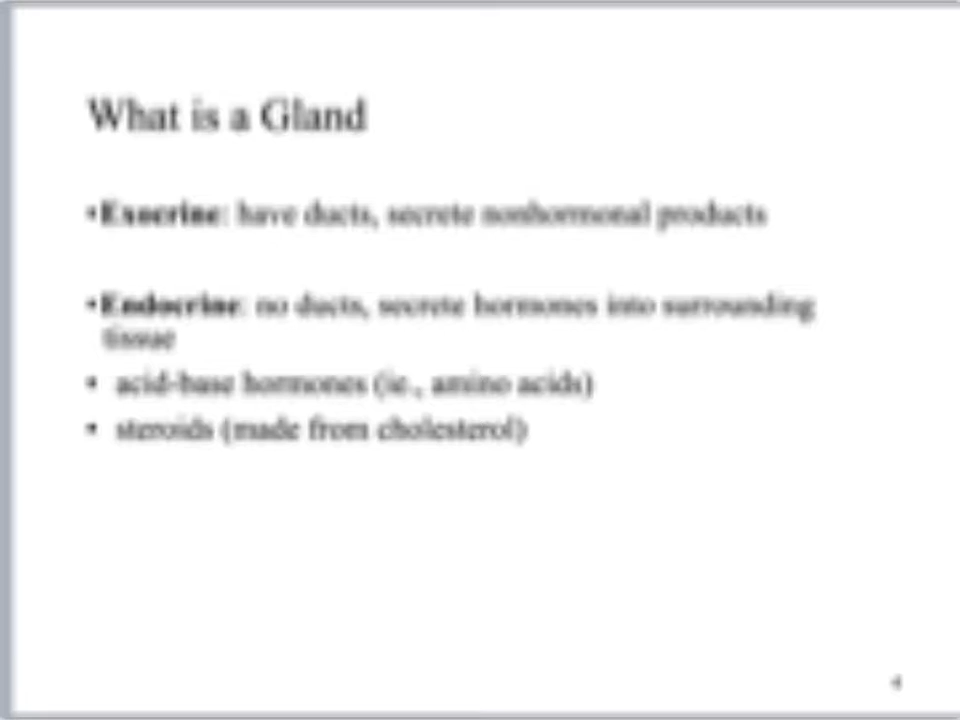 What is a Gland
•Exocrine: have ducts, secrete nonhormonal products
•Endocrine: no ducts, secrete hormones into surrounding
tissue
• acid-base hormones (ie., amino acids)
• steroids (made from cholesterol)
4